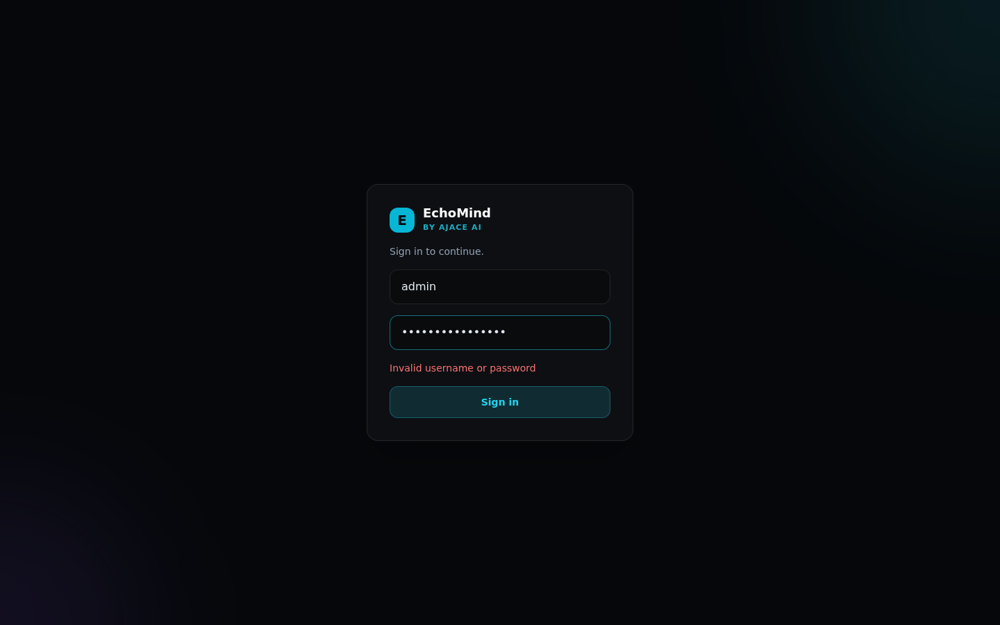 E
EchoMind
BY AJACE AI
Sign in to continue.
admin
••••••••••••••••
Invalid username or password
Sign in